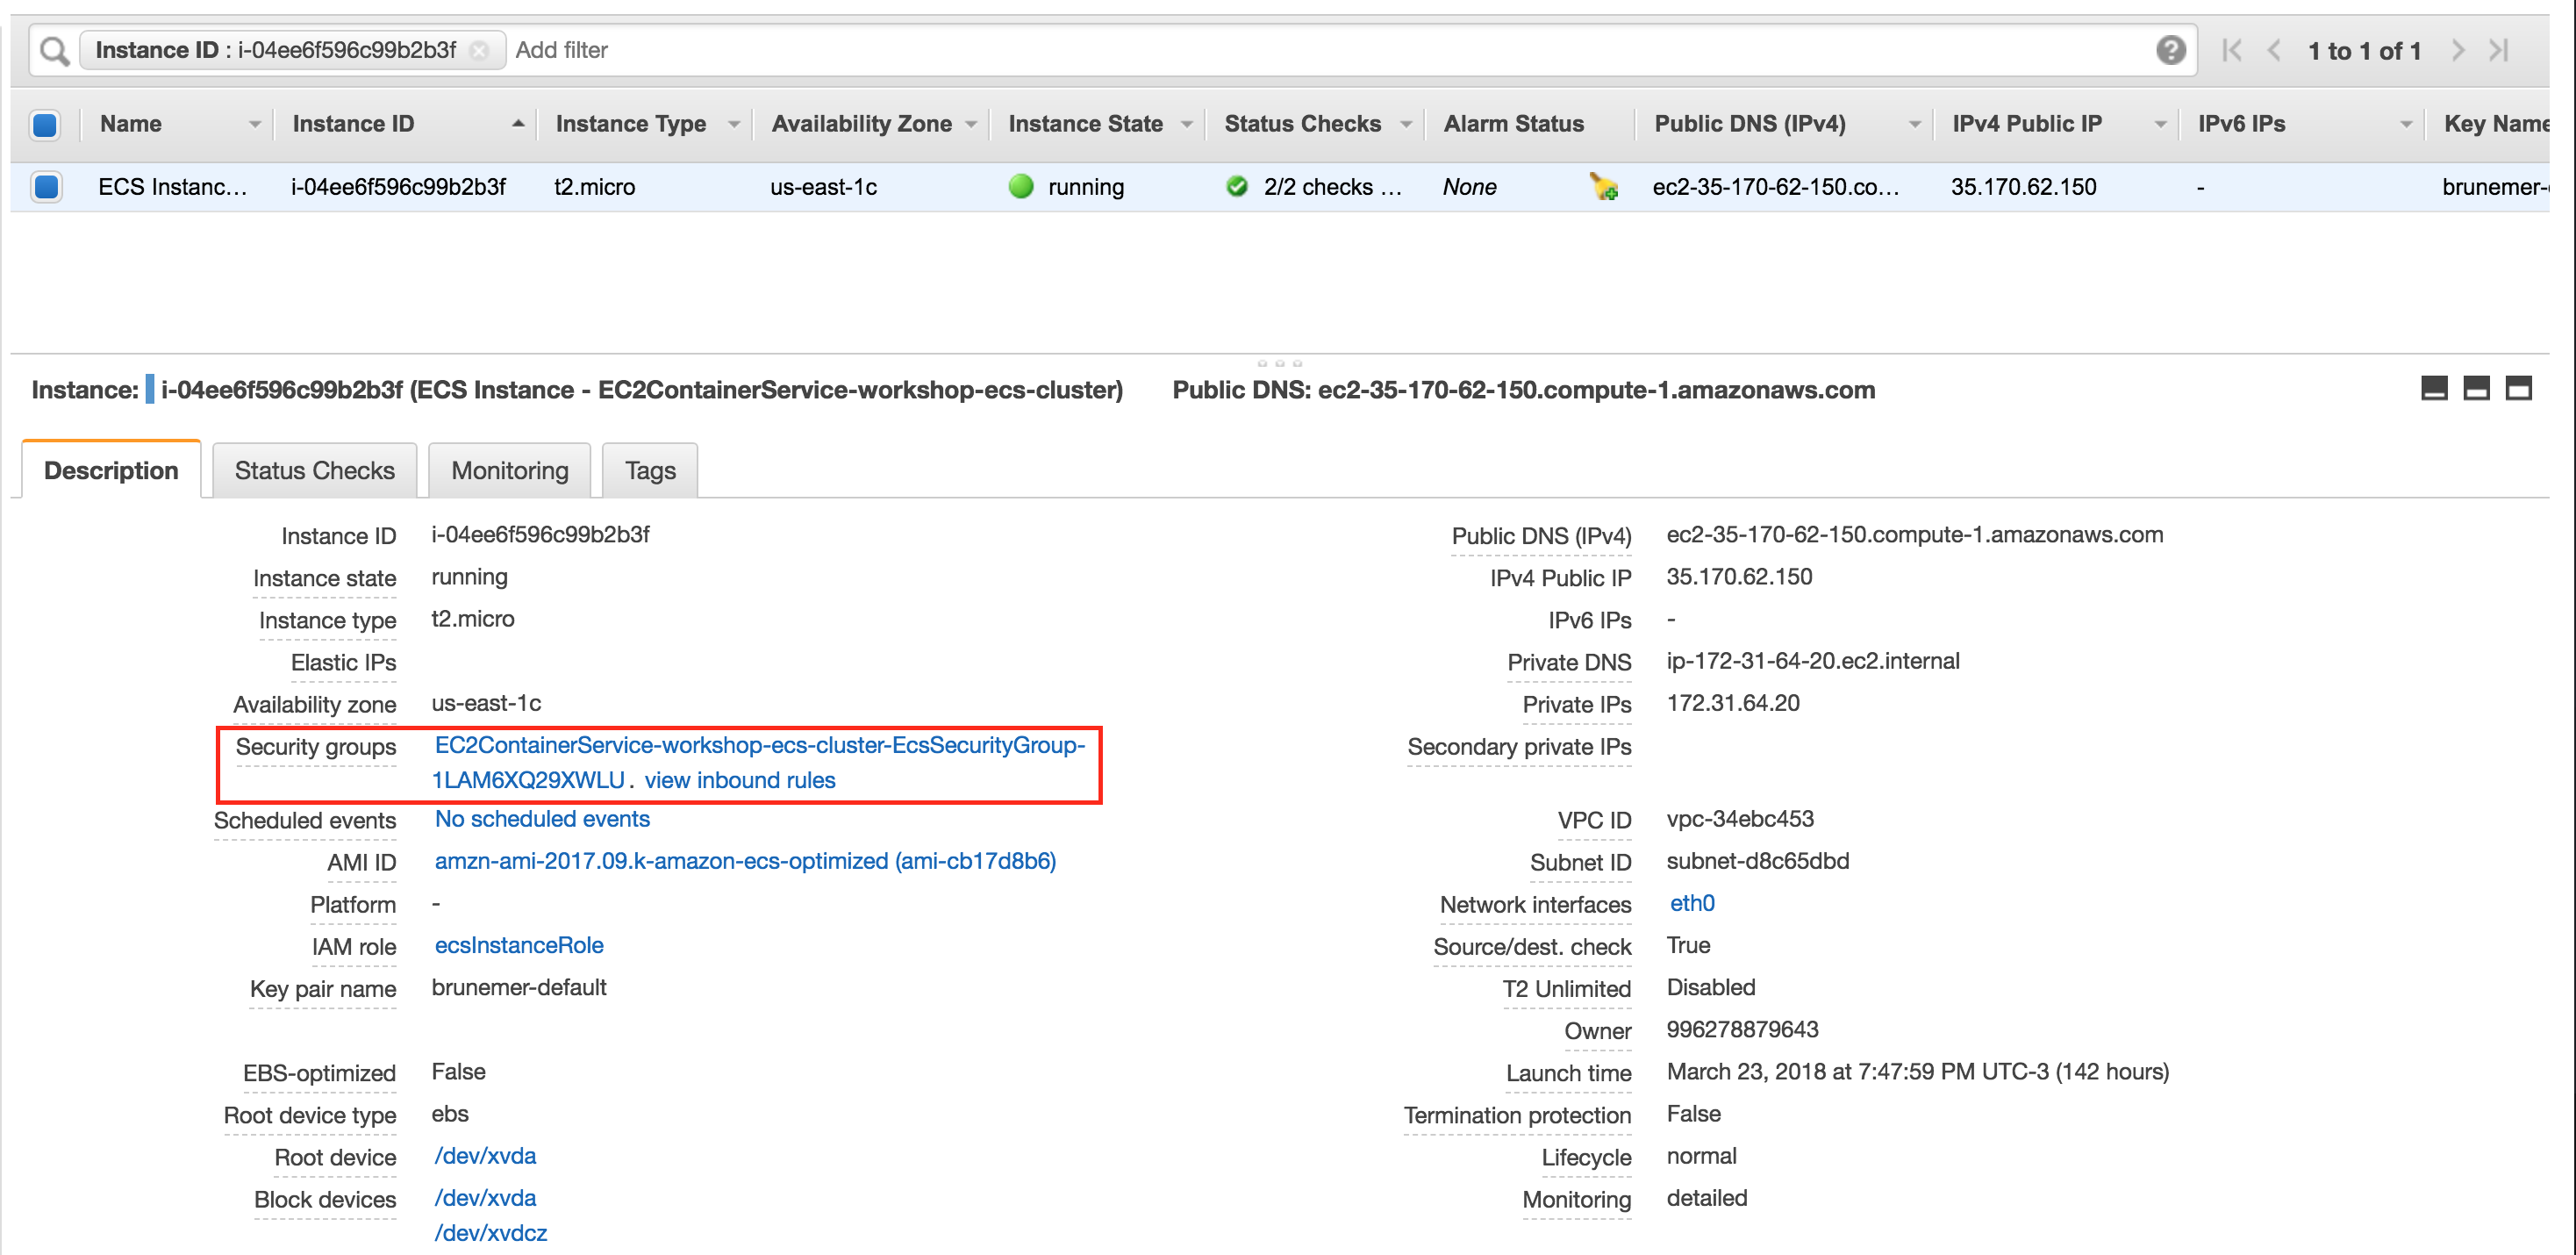 Instance ID : i-04ee6f596c99b2b3f Add filter 1 to 1 of 1
Name Instance ID Instance Type Availability Zone Instance State Status Checks Alarm Status Public DNS (IPv4) IPv4 Public IP IPv6 IPs Key Name
ECS Instanc... i-04ee6f596c99b2b3f t2.micro us-east-1c running 2/2 checks ... None ec2-35-170-62-150.co... 35.170.62.150 - brunemer-
Instance: i-04ee6f596c99b2b3f (ECS Instance - EC2ContainerService-workshop-ecs-cluster) Public DNS: ec2-35-170-62-150.compute-1.amazonaws.com
Description Status Checks Monitoring Tags
Instance ID i-04ee6f596c99b2b3f
Instance state running
Instance type t2.micro
Elastic IPs
Availability zone us-east-1c
Security groups EC2ContainerService-workshop-ecs-cluster-EcsSecurityGroup-
1LAM6XQ29XWLU. view inbound rules
Scheduled events No scheduled events
AMI ID amzn-ami-2017.09.k-amazon-ecs-optimized (ami-cb17d8b6)
Platform -
IAM role ecsInstanceRole
Key pair name brunemer-default
EBS-optimized False
Root device type ebs
Root device /dev/xvda
Block devices /dev/xvda
/dev/xvdcz
Public DNS (IPv4) ec2-35-170-62-150.compute-1.amazonaws.com
IPv4 Public IP 35.170.62.150
IPv6 IPs -
Private DNS ip-172-31-64-20.ec2.internal
Private IPs 172.31.64.20
Secondary private IPs
VPC ID vpc-34ebc453
Subnet ID subnet-d8c65dbd
Network interfaces eth0
Source/dest. check True
T2 Unlimited Disabled
Owner 996278879643
Launch time March 23, 2018 at 7:47:59 PM UTC-3 (142 hours)
Termination protection False
Lifecycle normal
Monitoring detailed